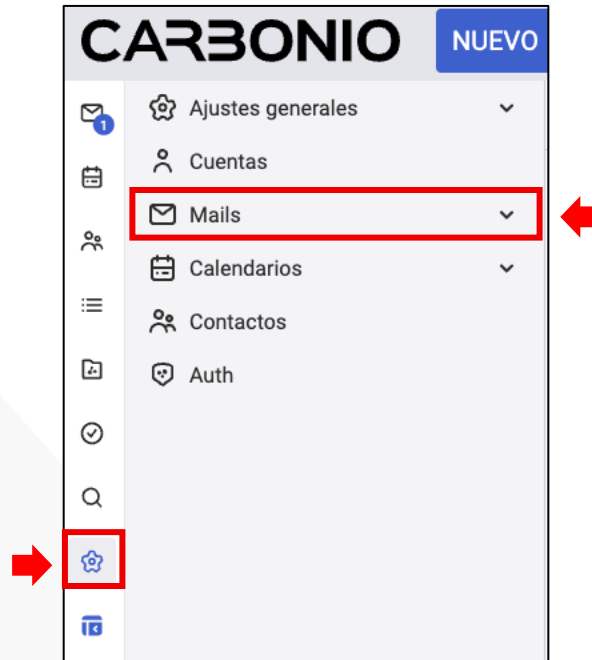 CARBONIO
NUEVO
1
Ajustes generales
Cuentas
Mails
Calendarios
Contactos
Auth